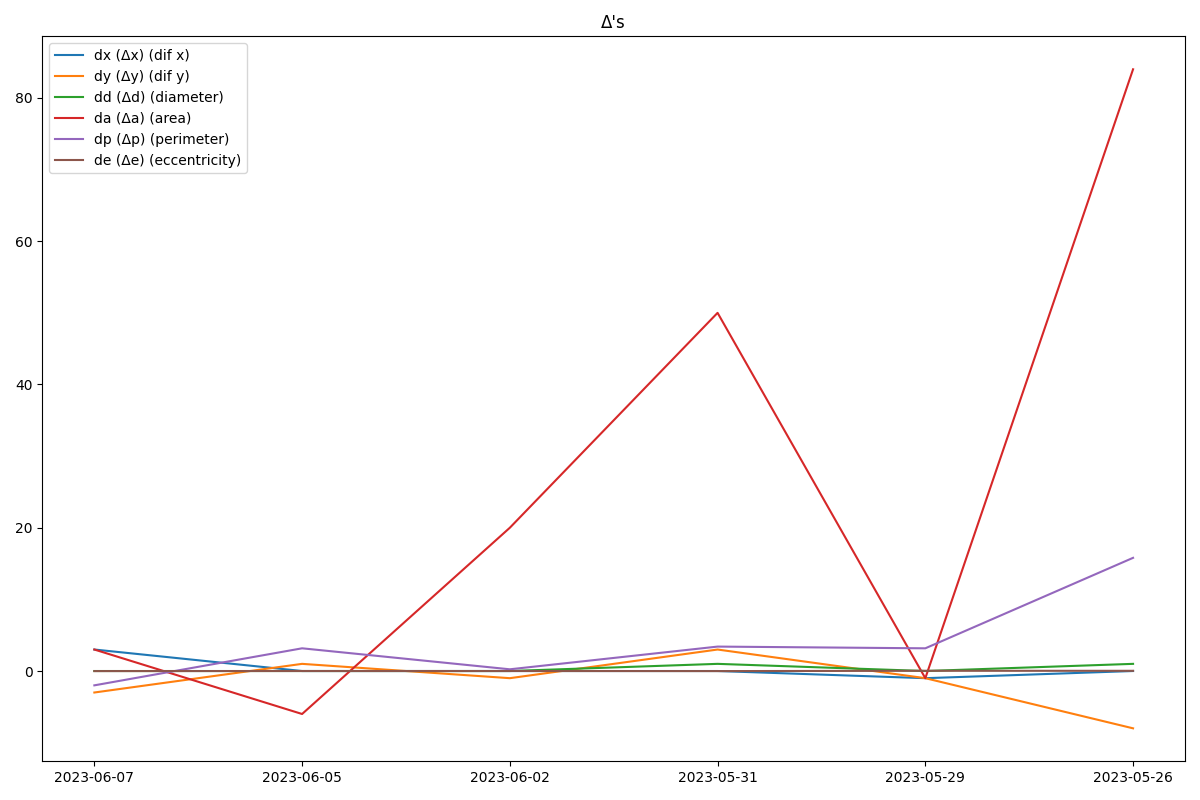 Δ's
dx (Δx) (dif x)
dy (Δy) (dif y)
dd (Δd) (diameter)
da (Δa) (area)
dp (Δp) (perimeter)
de (Δe) (eccentricity)
80
60
40
20
0
2023-06-07 2023-06-05 2023-06-02 2023-05-31 2023-05-29 2023-05-26